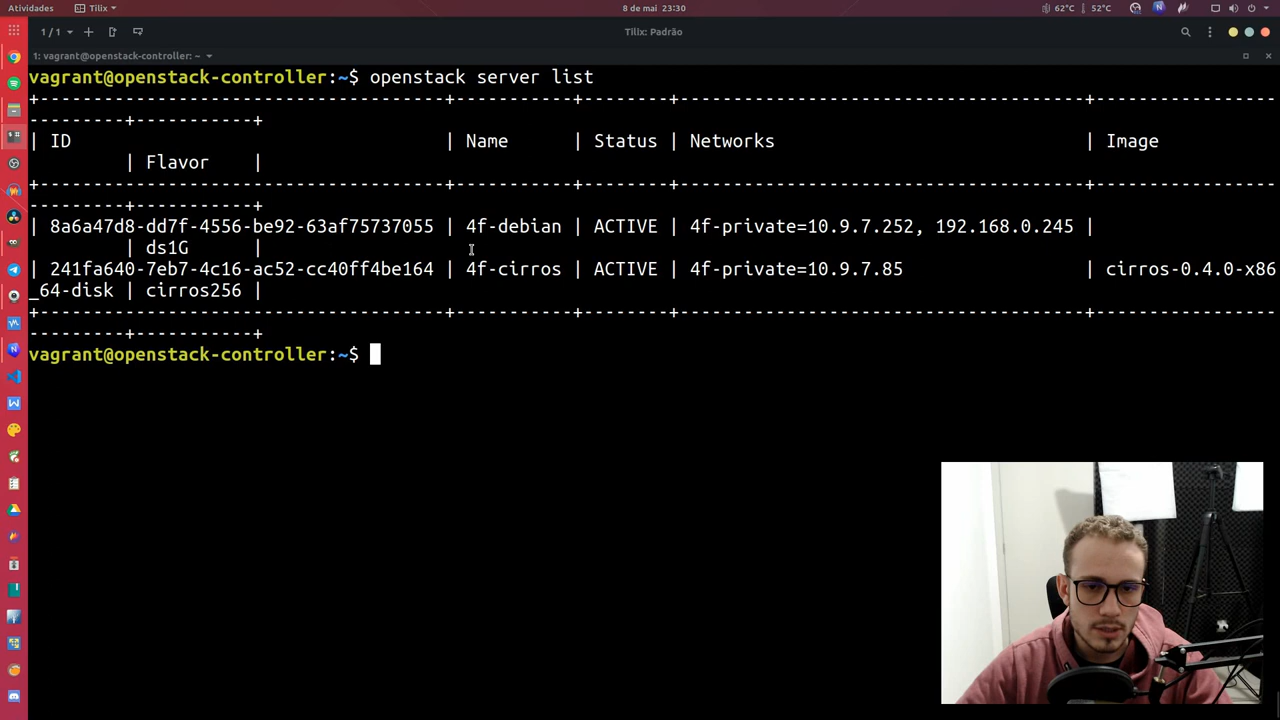 Atividades
Tilix
8 de mai 23:30
62°C
52°C
1 / 1
Tilix: Padrão
1: vagrant@openstack-controller: ~
vagrant@openstack-controller:~$ openstack server list
+--------------------------------------+-----------+--------+-------------------------------------+-----------------
---------+-----------+
| ID | Name | Status | Networks | Image
| Flavor |
+--------------------------------------+-----------+--------+-------------------------------------+-----------------
---------+-----------+
| 8a6a47d8-dd7f-4556-be92-63af75737055 | 4f-debian | ACTIVE | 4f-private=10.9.7.252, 192.168.0.245 |
| ds1G |
| 241fa640-7eb7-4c16-ac52-cc40ff4be164 | 4f-cirros | ACTIVE | 4f-private=10.9.7.85 | cirros-0.4.0-x86
_64-disk | cirros256 |
+--------------------------------------+-----------+--------+-------------------------------------+-----------------
---------+-----------+
vagrant@openstack-controller:~$